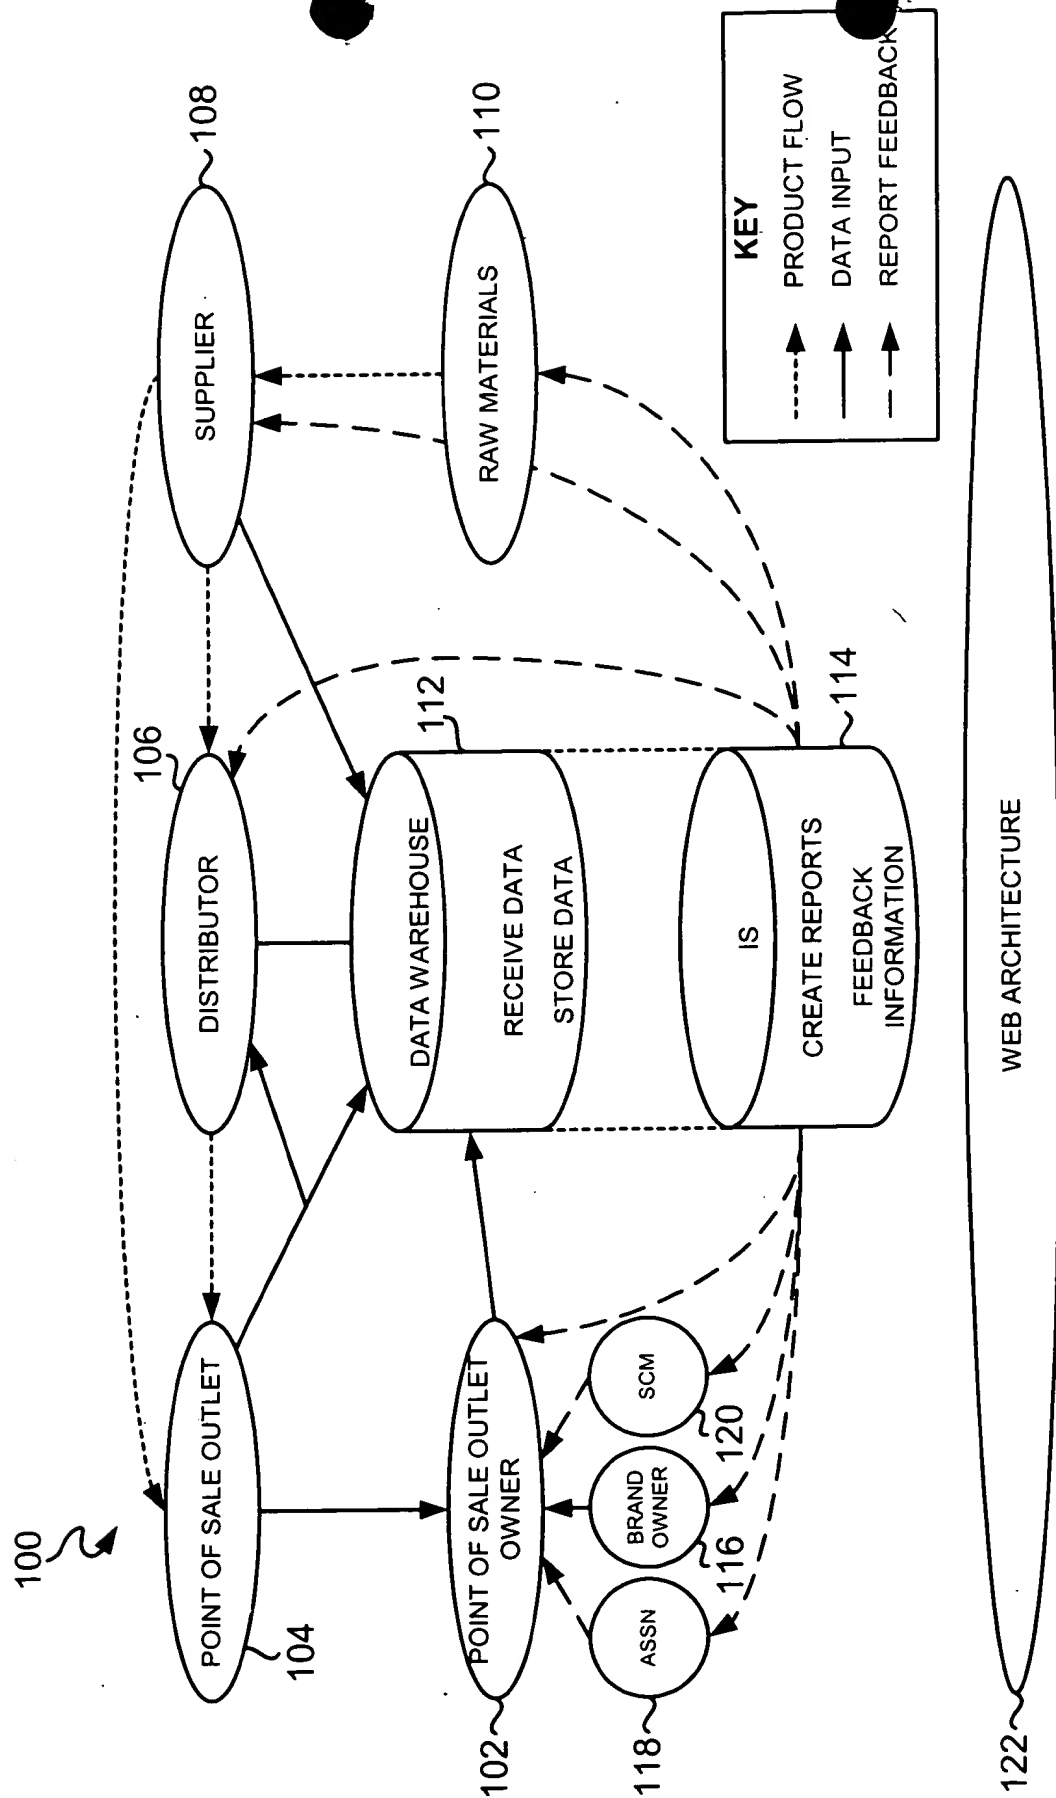 100
POINT OF SALE OUTLET
104
DISTRIBUTOR
106
SUPPLIER
108
POINT OF SALE OUTLET
OWNER
102
DATA WAREHOUSE
RECEIVE DATA
STORE DATA
112
RAW MATERIALS
110
ASSN
118
BRAND
OWNER
116
SCM
120
IS
CREATE REPORTS
FEEDBACK
INFORMATION
114
KEY
PRODUCT FLOW
DATA INPUT
REPORT FEEDBACK
WEB ARCHITECTURE
122